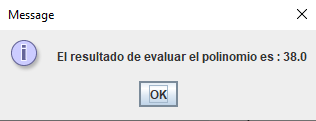 Message
El resultado de evaluar el polinomio es : 38.0
OK